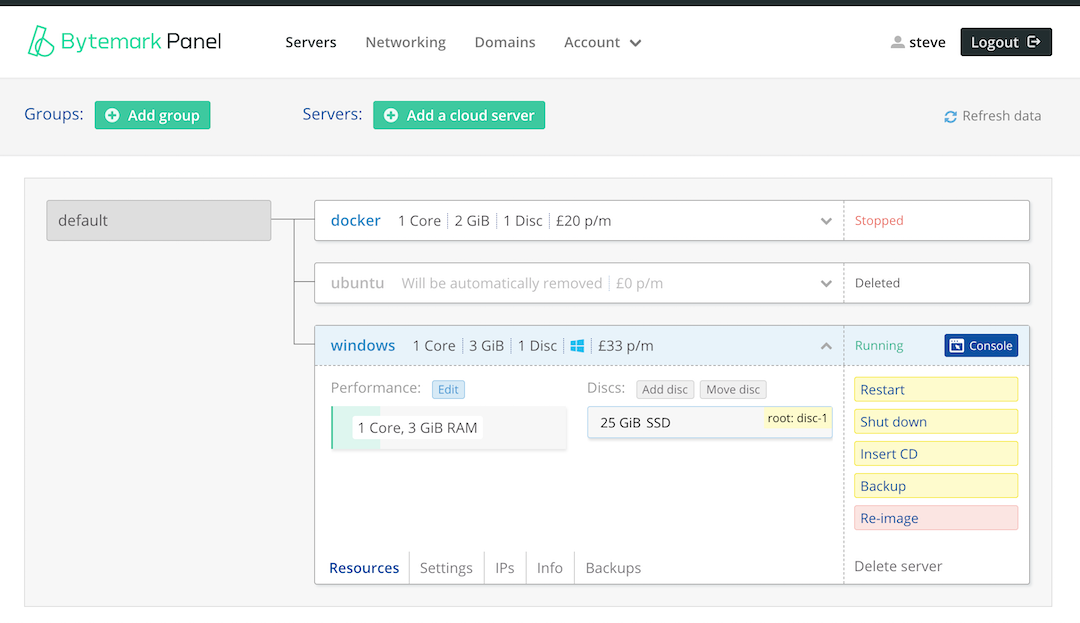 Bytemark Panel Servers Networking Domains Account steve Logout
Groups: Add group Servers: Add a cloud server Refresh data
default
docker 1 Core 2 GiB 1 Disc £20 p/m Stopped
ubuntu Will be automatically removed £0 p/m Deleted
windows 1 Core 3 GiB 1 Disc £33 p/m Running Console
Performance: Edit Discs: Add disc Move disc
1 Core, 3 GiB RAM
25 GiB SSD root: disc-1
Restart
Shut down
Insert CD
Backup
Re-image
Resources Settings IPs Info Backups
Delete server